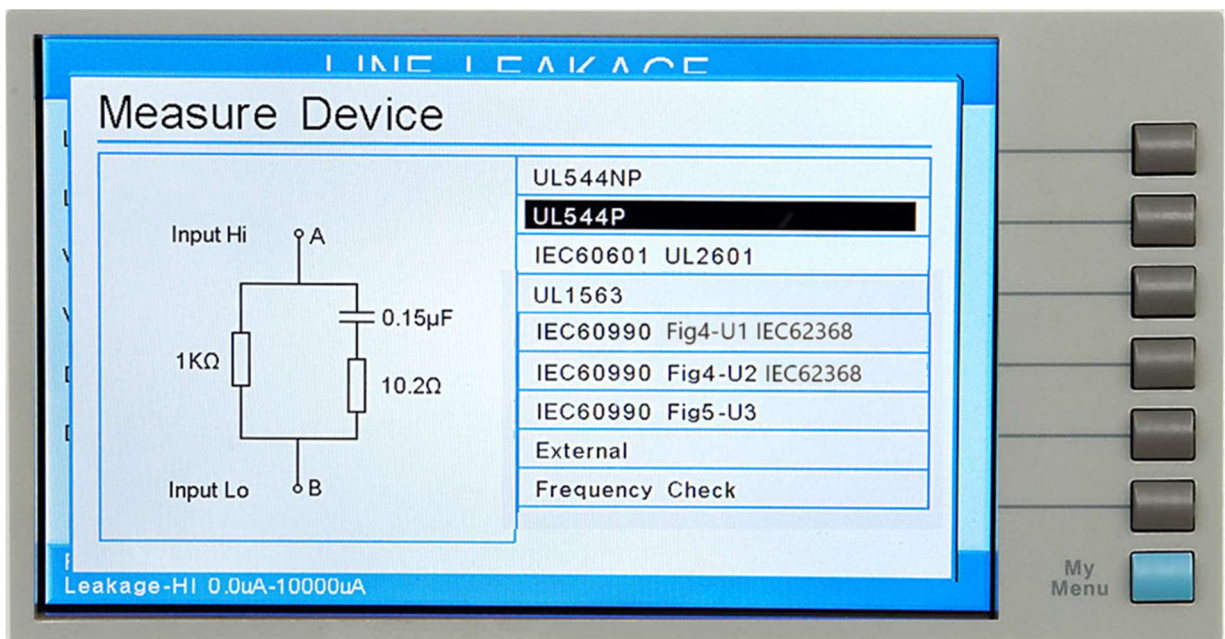 LINE LEAKAGE
Measure Device
Input Hi
A
0.15µF
1KΩ
10.2Ω
Input Lo
B
UL544NP
UL544P
IEC60601 UL2601
UL1563
IEC60990 Fig4-U1 IEC62368
IEC60990 Fig4-U2 IEC62368
IEC60990 Fig5-U3
External
Frequency Check
Leakage-HI 0.0uA-10000uA
My
Menu